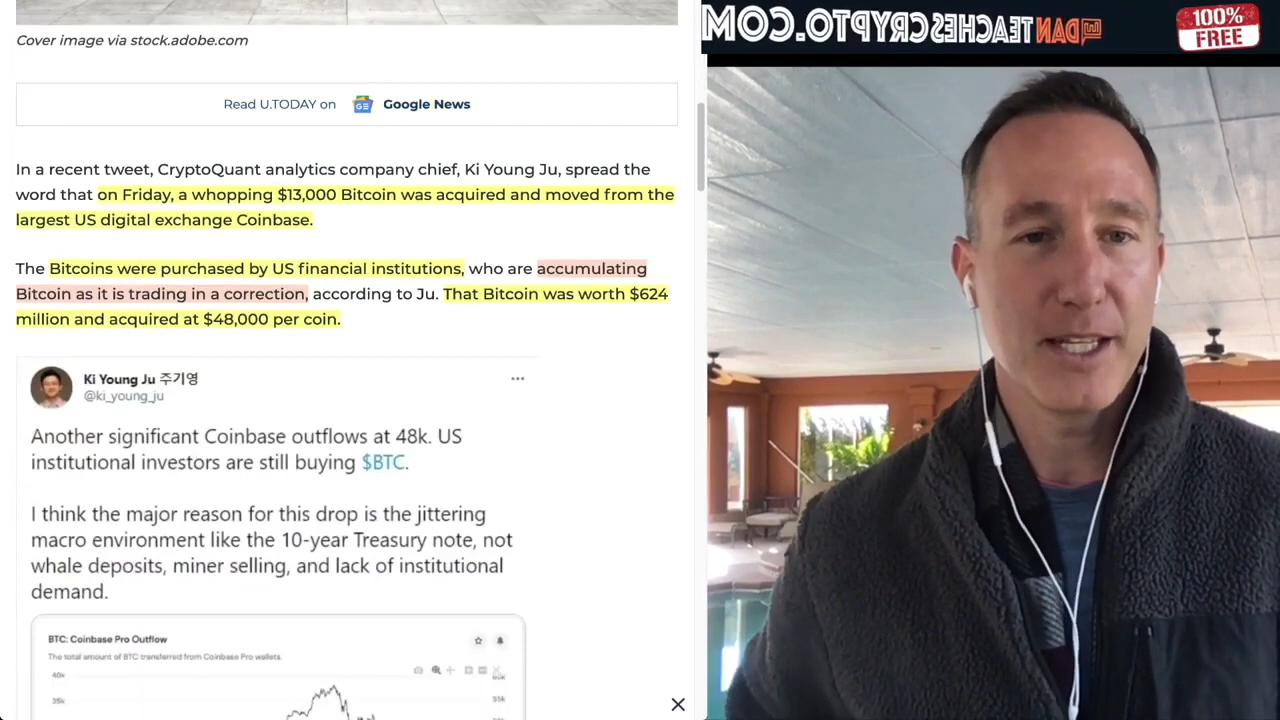 Cover image via stock.adobe.com
Read U.TODAY on GE Google News
In a recent tweet, CryptoQuant analytics company chief, Ki Young Ju, spread the
word that on Friday, a whopping $13,000 Bitcoin was acquired and moved from the
largest US digital exchange Coinbase.
The Bitcoins were purchased by US financial institutions, who are accumulating
Bitcoin as it is trading in a correction, according to Ju. That Bitcoin was worth $624
million and acquired at $48,000 per coin.
Ki Young Ju 주기영
@ki_young_ju
Another significant Coinbase outflows at 48k. US
institutional investors are still buying $BTC.
I think the major reason for this drop is the jittering
macro environment like the 10-year Treasury note, not
whale deposits, miner selling, and lack of institutional
demand.
BTC: Coinbase Pro Outflow
The total amount of BTC transferred from Coinbase Pro wallets.
40k
60k
35k
55k
DANTEACHESCRYPTO.COM
100%
FREE